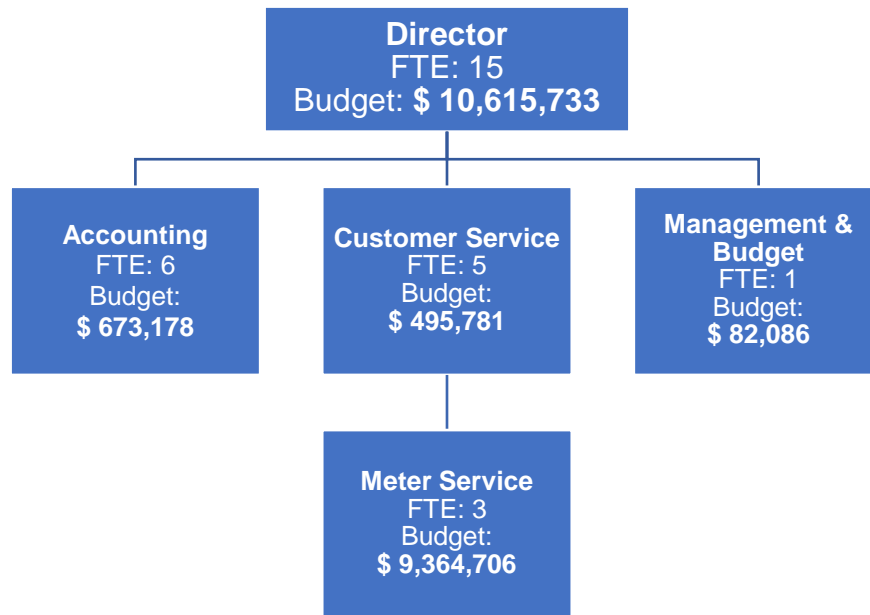 Director
FTE: 15
Budget: $ 10,615,733
Accounting
FTE: 6
Budget:
$ 673,178
Customer Service
FTE: 5
Budget:
$ 495,781
Management &
Budget
FTE: 1
Budget:
$ 82,086
Meter Service
FTE: 3
Budget:
$ 9,364,706